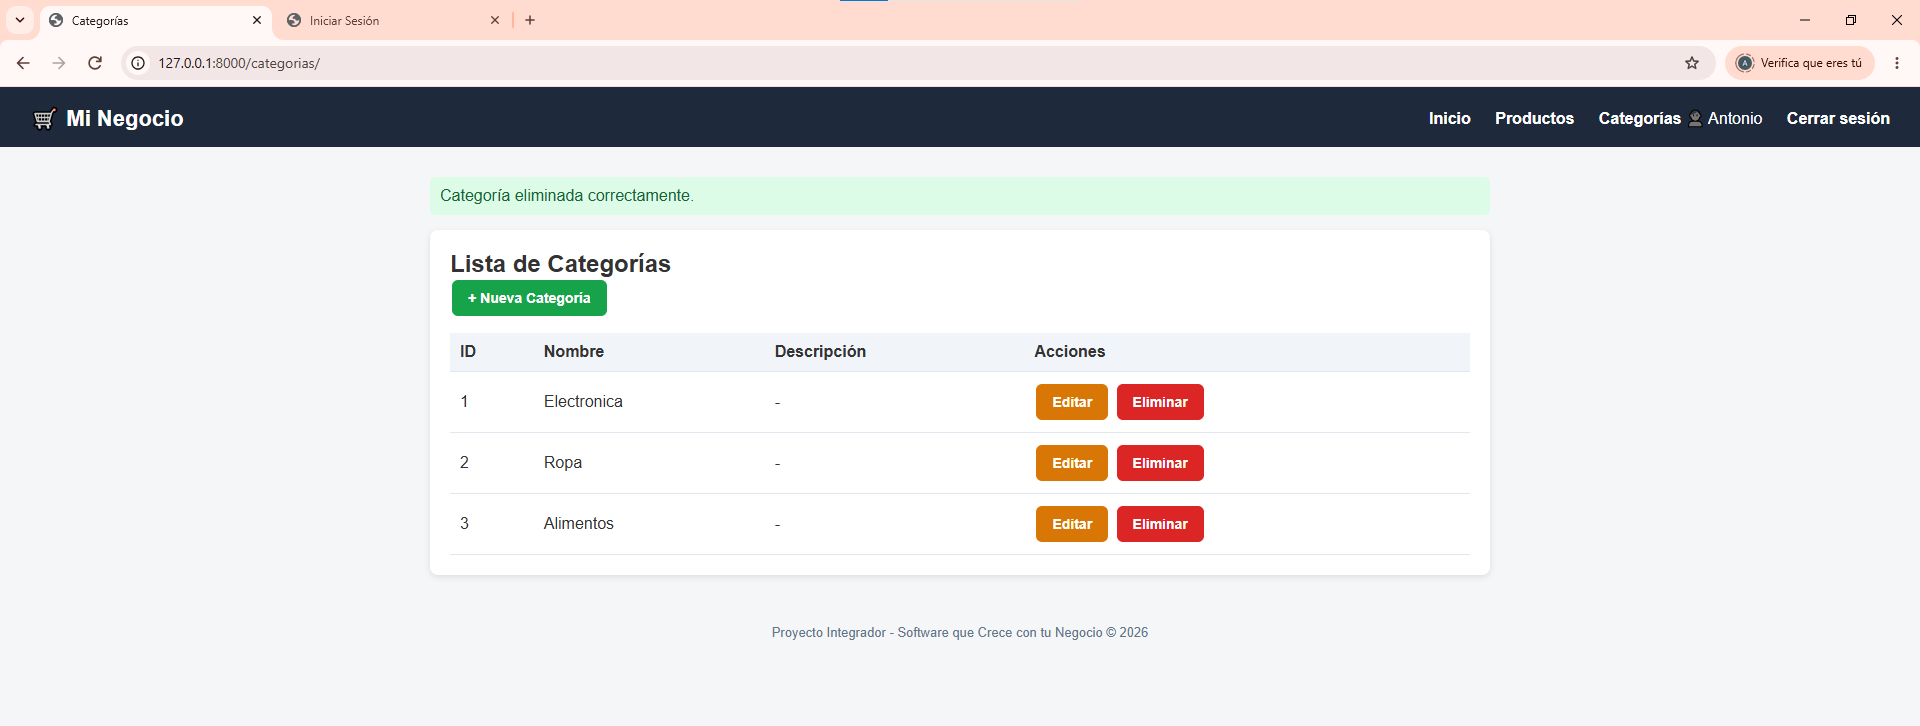 Categorías
Iniciar Sesión
127.0.0.1:8000/categorias/
A
Verifica que eres tú
Mi Negocio
Inicio Productos Categorías Antonio Cerrar sesión
Categoría eliminada correctamente.
Lista de Categorías
+ Nueva Categoría
ID Nombre Descripción Acciones
1 Electronica - Editar Eliminar
2 Ropa - Editar Eliminar
3 Alimentos - Editar Eliminar
Proyecto Integrador - Software que Crece con tu Negocio © 2026